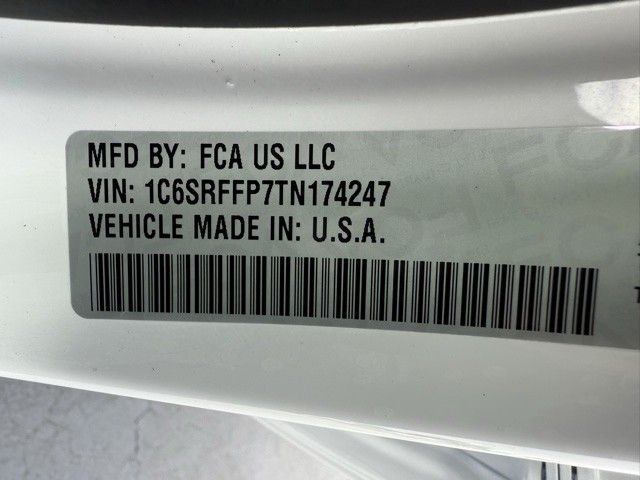 MFD BY: FCA US LLC
VIN: 1C6SRFFP7TN174247
VEHICLE MADE IN: U.S.A.